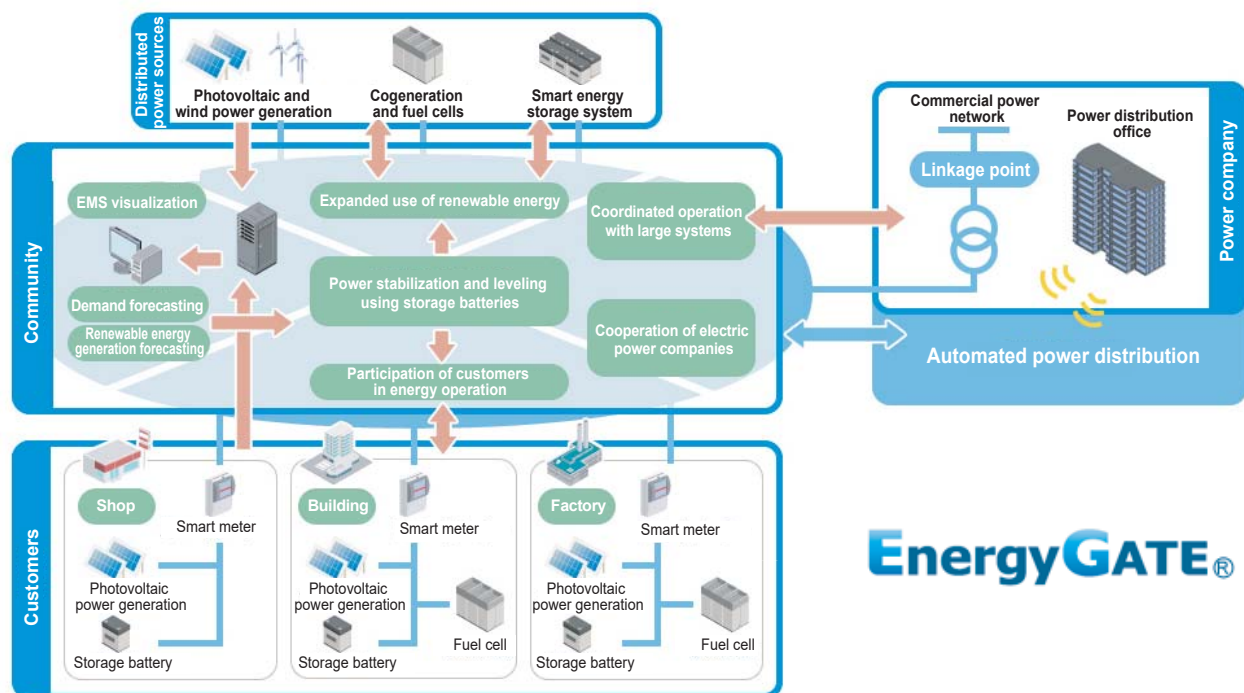 Distributed
power sources
Photovoltaic and
wind power generation
Cogeneration
and fuel cells
Smart energy
storage system
Commercial power
network
Power distribution
office
Linkage point
Power company
Automated power distribution
Community
EMS visualization
Expanded use of renewable energy
Coordinated operation
with large systems
Power stabilization and leveling
using storage batteries
Demand forecasting
Renewable energy
generation forecasting
Cooperation of electric
power companies
Participation of customers
in energy operation
Customers
Shop
Smart meter
Photovoltaic
power generation
Storage battery
Building
Smart meter
Photovoltaic
power generation
Storage battery
Fuel cell
Factory
Smart meter
Photovoltaic
power generation
Storage battery
Fuel cell
EnergyGATE®